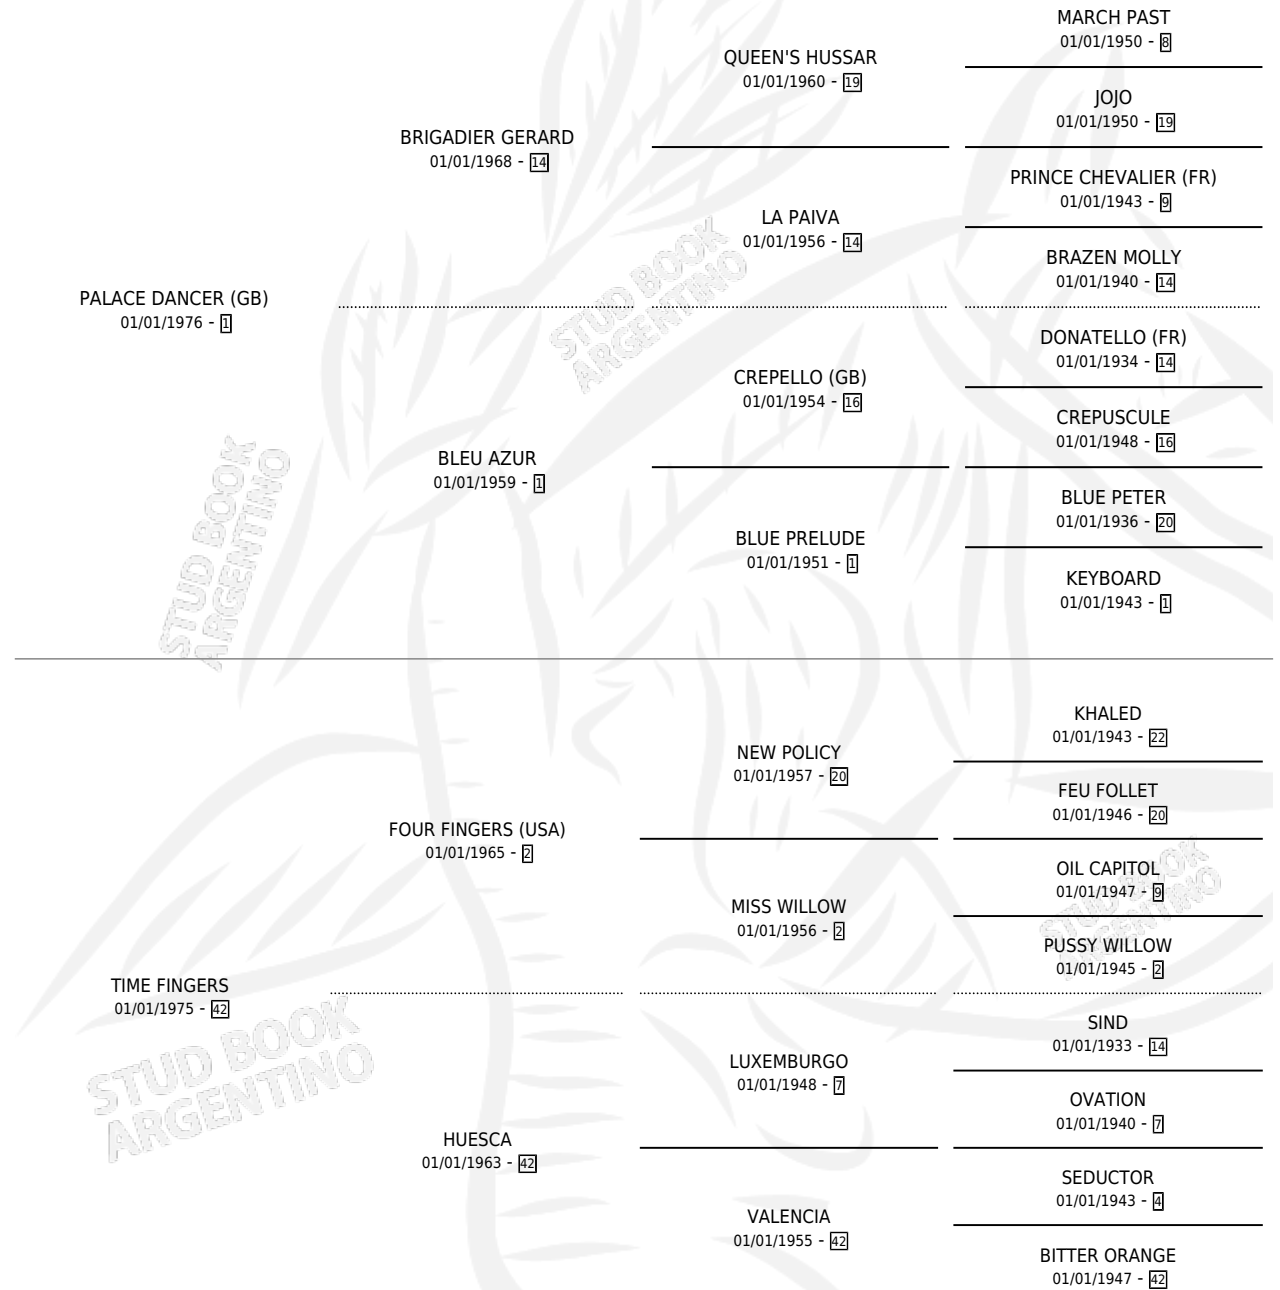 MARCH PAST
01/01/1950 - 8
QUEEN'S HUSSAR
01/01/1960 - 19
JOJO
01/01/1950 - 19
BRIGADIER GERARD
01/01/1968 - 14
PRINCE CHEVALIER (FR)
01/01/1943 - 9
LA PAIVA
01/01/1956 - 14
BRAZEN MOLLY
01/01/1940 - 14
PALACE DANCER (GB)
01/01/1976 - 1
STUD BOOK
ARGENTINO
DONATELLO (FR)
01/01/1934 - 14
CREPELLO (GB)
01/01/1954 - 16
CREPUSCULE
01/01/1948 - 16
BLEU AZUR
01/01/1959 - 1
BLUE PETER
01/01/1936 - 20
BLUE PRELUDE
01/01/1951 - 1
KEYBOARD
01/01/1943 - 1
STUD BOOK
ARGENTINO
KHALED
01/01/1943 - 22
NEW POLICY
01/01/1957 - 20
FEU FOLLET
01/01/1946 - 20
FOUR FINGERS (USA)
01/01/1965 - 2
OIL CAPITOL
01/01/1947 - 9
MISS WILLOW
01/01/1956 - 2
PUSSY WILLOW
01/01/1945 - 2
STUD BOOK
ARGENTINO
TIME FINGERS
01/01/1975 - 42
SIND
01/01/1933 - 14
LUXEMBURGO
01/01/1948 - 7
OVATION
01/01/1940 - 7
STUD BOOK
ARGENTINO
HUESCA
01/01/1963 - 42
SEDUCTOR
01/01/1943 - 4
VALENCIA
01/01/1955 - 42
BITTER ORANGE
01/01/1947 - 42